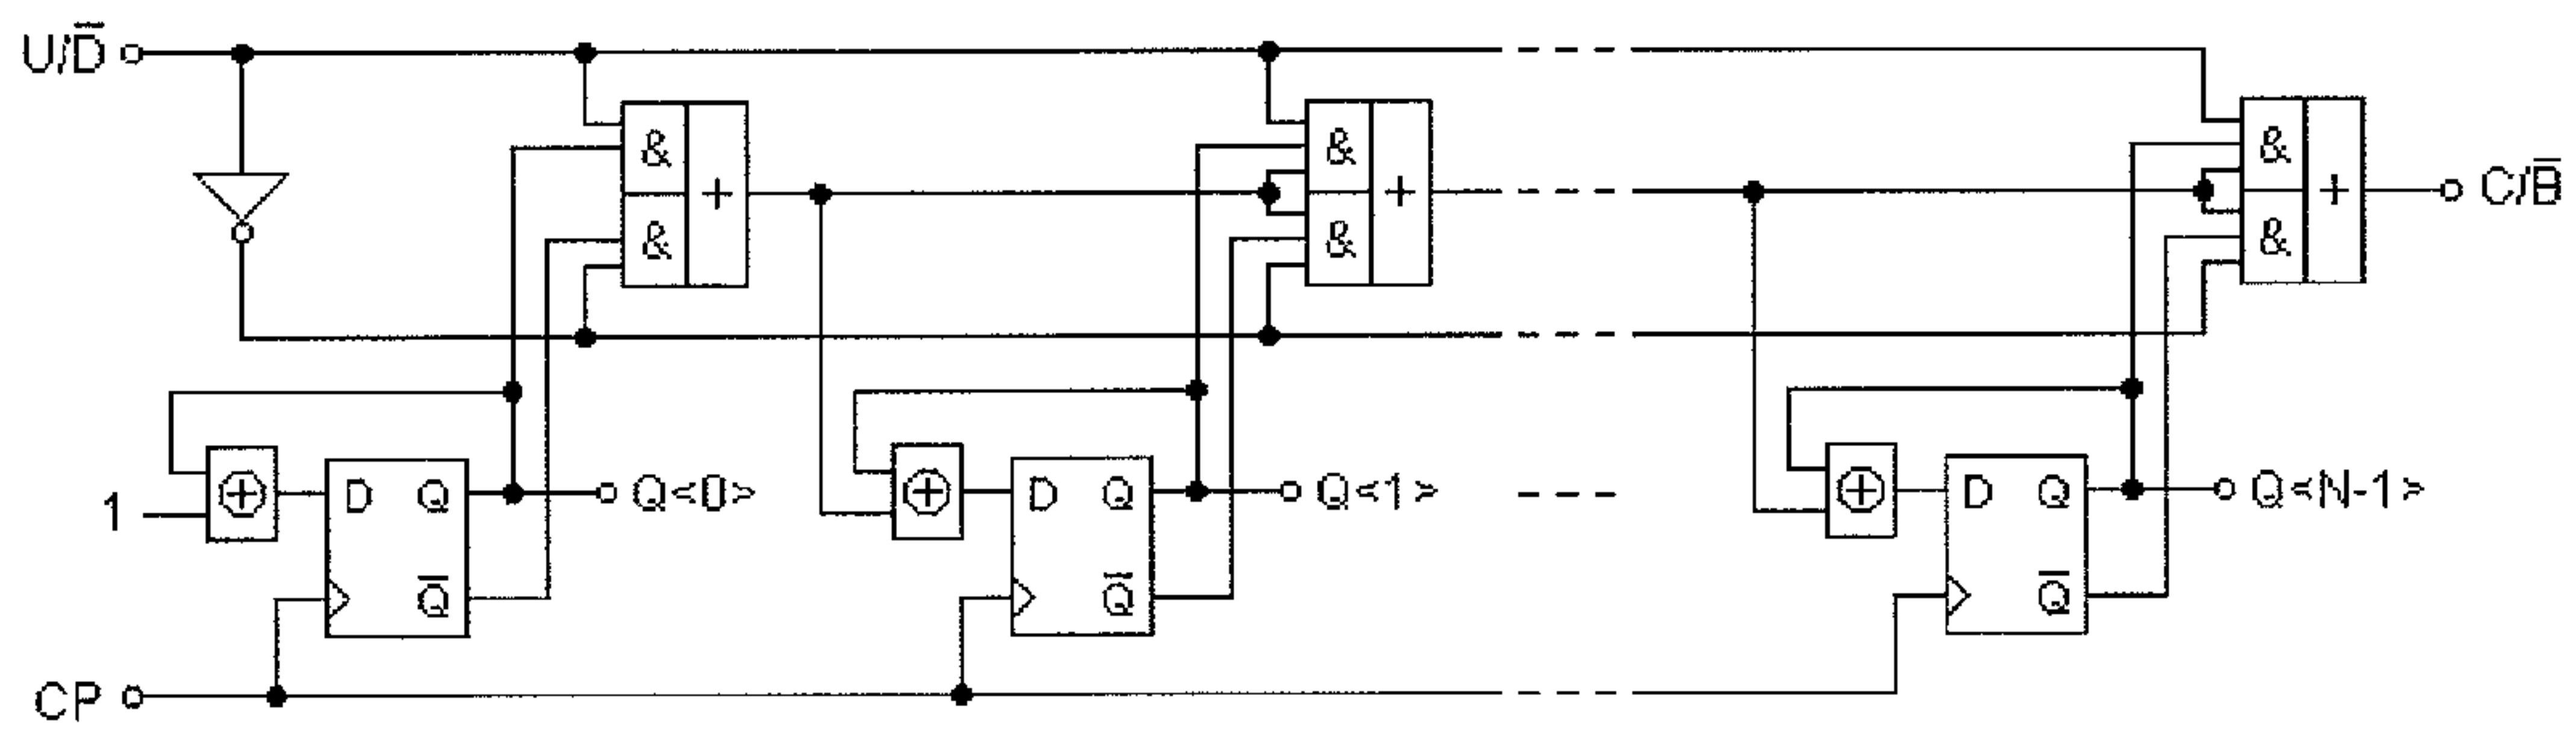 U/D̅
& + & + & + C/B̅
& & &
1 ⊕ D Q Q<0> ⊕ D Q Q<1> ⊕ D Q Q<N-1>
Q̅ Q̅ Q̅
CP